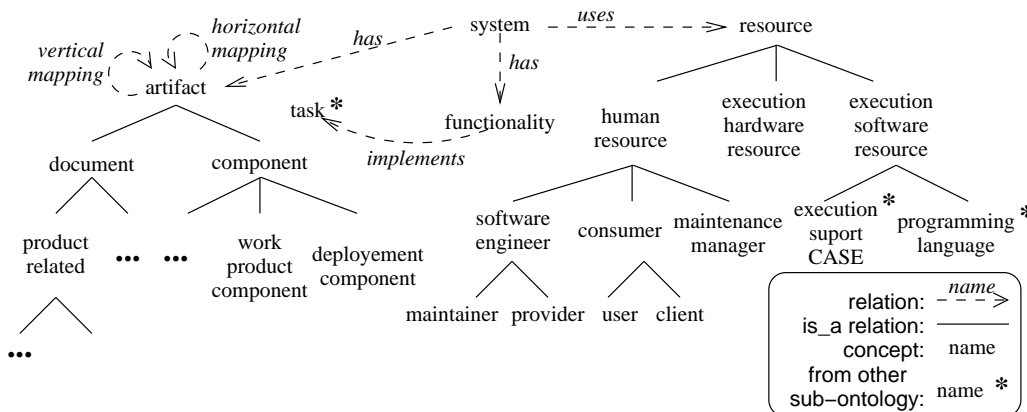 system
uses
resource
horizontal
mapping
vertical
mapping
has
has
artifact
task *
functionality
implements
human
resource
execution
hardware
resource
execution
software
resource
document
component
software
engineer
consumer
maintenance
manager
execution *
suport
CASE
programming *
language
product
related
...
...
work
product
component
deployement
component
maintainer
provider
user
client
...
name
relation:
is_a relation:
concept: name
from other
sub-ontology: name *